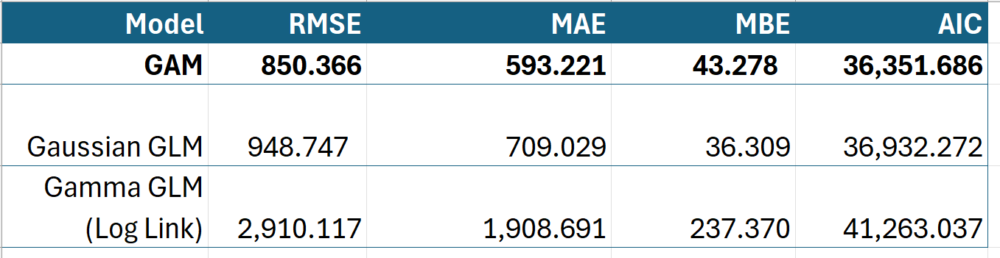 Model RMSE MAE MBE AIC
GAM 850.366 593.221 43.278 36,351.686
Gaussian GLM 948.747 709.029 36.309 36,932.272
Gamma GLM
(Log Link) 2,910.117 1,908.691 237.370 41,263.037